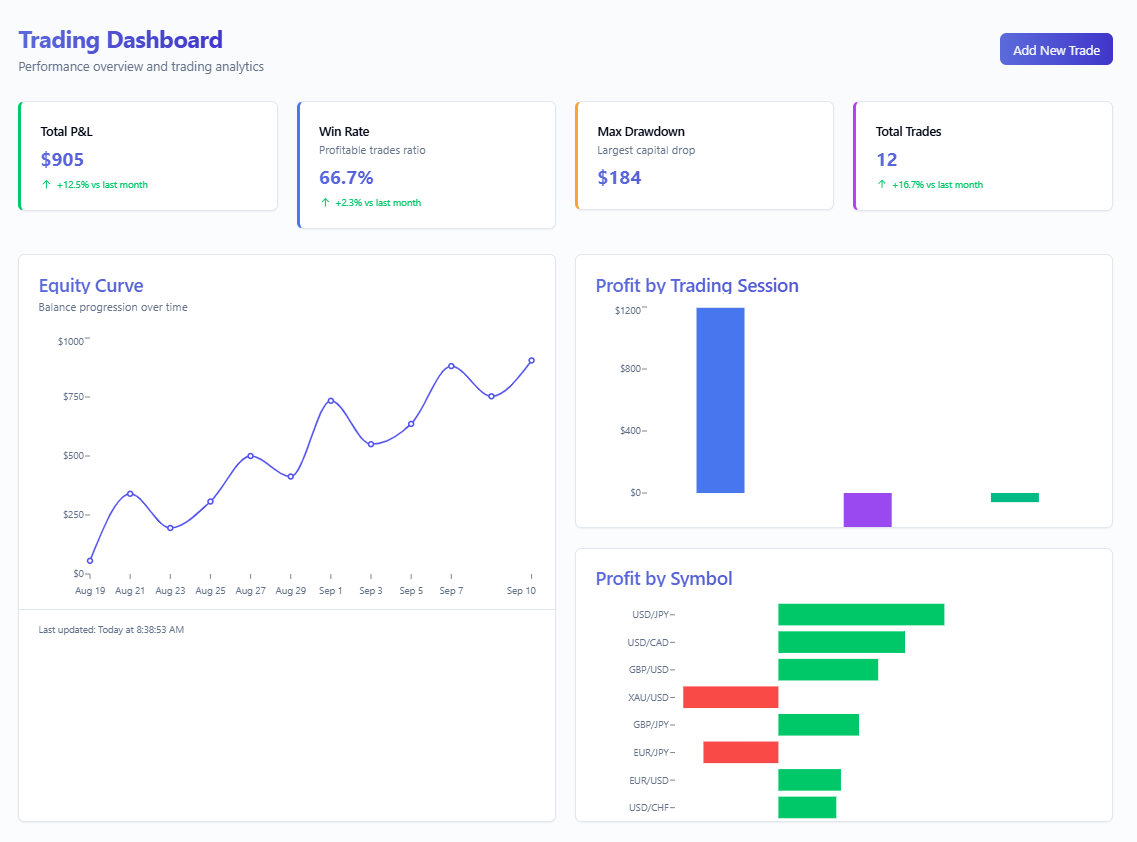 Trading Dashboard
Performance overview and trading analytics
Add New Trade
Total P&L
$905
↑ +12.5% vs last month
Win Rate
Profitable trades ratio
66.7%
↑ +2.3% vs last month
Max Drawdown
Largest capital drop
$184
Total Trades
12
↑ +16.7% vs last month
Equity Curve
Balance progression over time
$1000
$750
$500
$250
$0
Aug 19 Aug 21 Aug 23 Aug 25 Aug 27 Aug 29 Sep 1 Sep 3 Sep 5 Sep 7 Sep 10
Last updated: Today at 8:38:53 AM
Profit by Trading Session
$1200
$800
$400
$0
Profit by Symbol
USD/JPY
USD/CAD
GBP/USD
XAU/USD
GBP/JPY
EUR/JPY
EUR/USD
USD/CHF